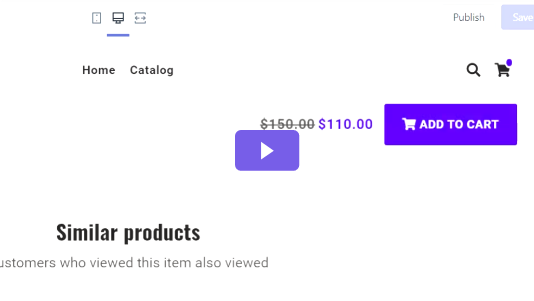 Publish
Save
Home Catalog
$150.00 $110.00
ADD TO CART
Similar products
ustomers who viewed this item also viewed